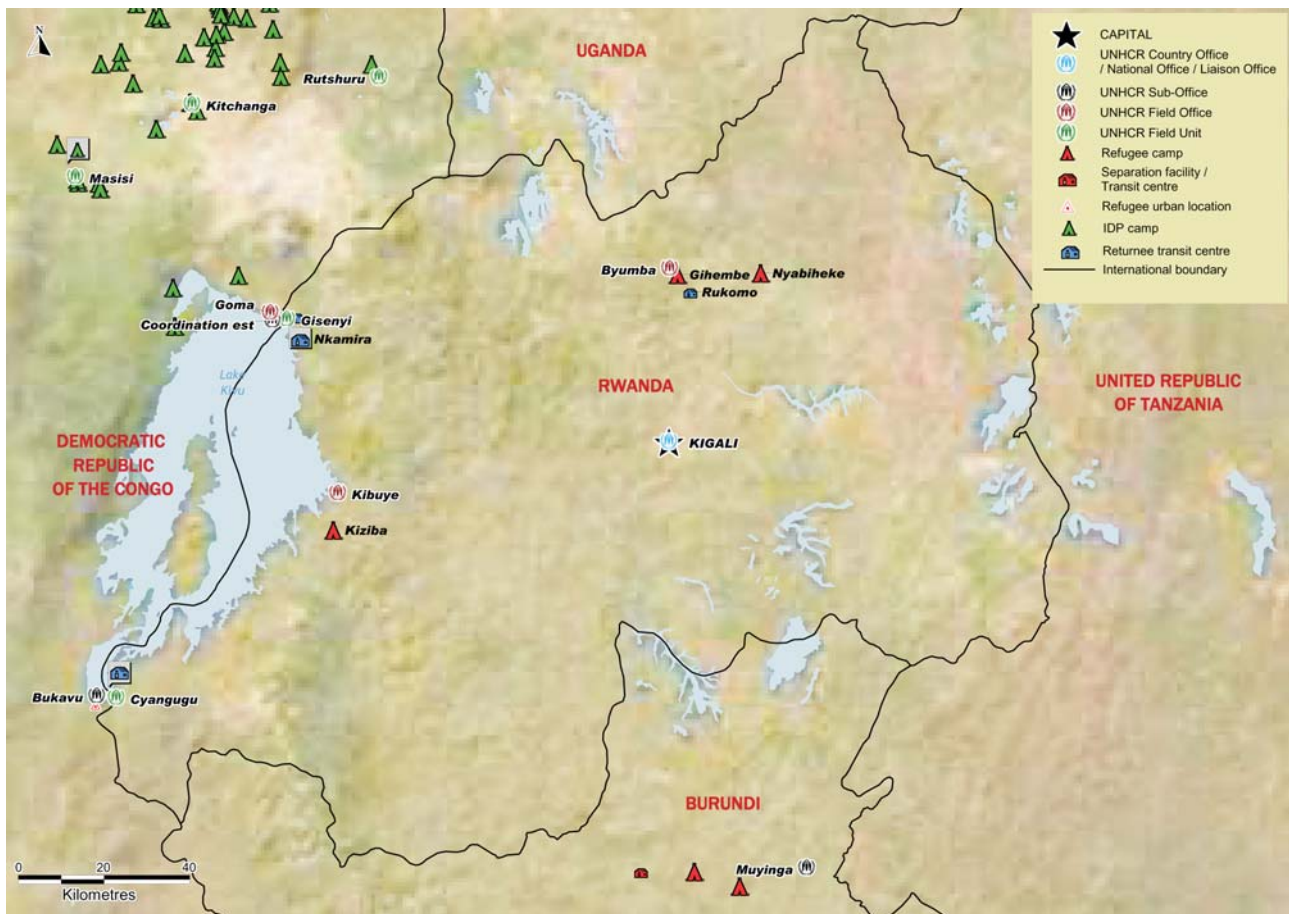 N
UGANDA
Rutshuru
Kitchanga
Masisi
CAPITAL
UNHCR Country Office
/ National Office / Liaison Office
UNHCR Sub-Office
UNHCR Field Office
UNHCR Field Unit
Refugee camp
Separation facility /
Transit centre
Refugee urban location
IDP camp
Returnee transit centre
International boundary
Byumba
Gihembe
Nyabiheke
Rukomo
Goma
Coordination est
Gisenyi
Nkamira
Lake
Kivu
RWANDA
UNITED REPUBLIC
OF TANZANIA
KIGALI
DEMOCRATIC
REPUBLIC
OF THE CONGO
Kibuye
Kiziba
Bukavu
Cyangugu
BURUNDI
Muyinga
0 20 40
Kilometres